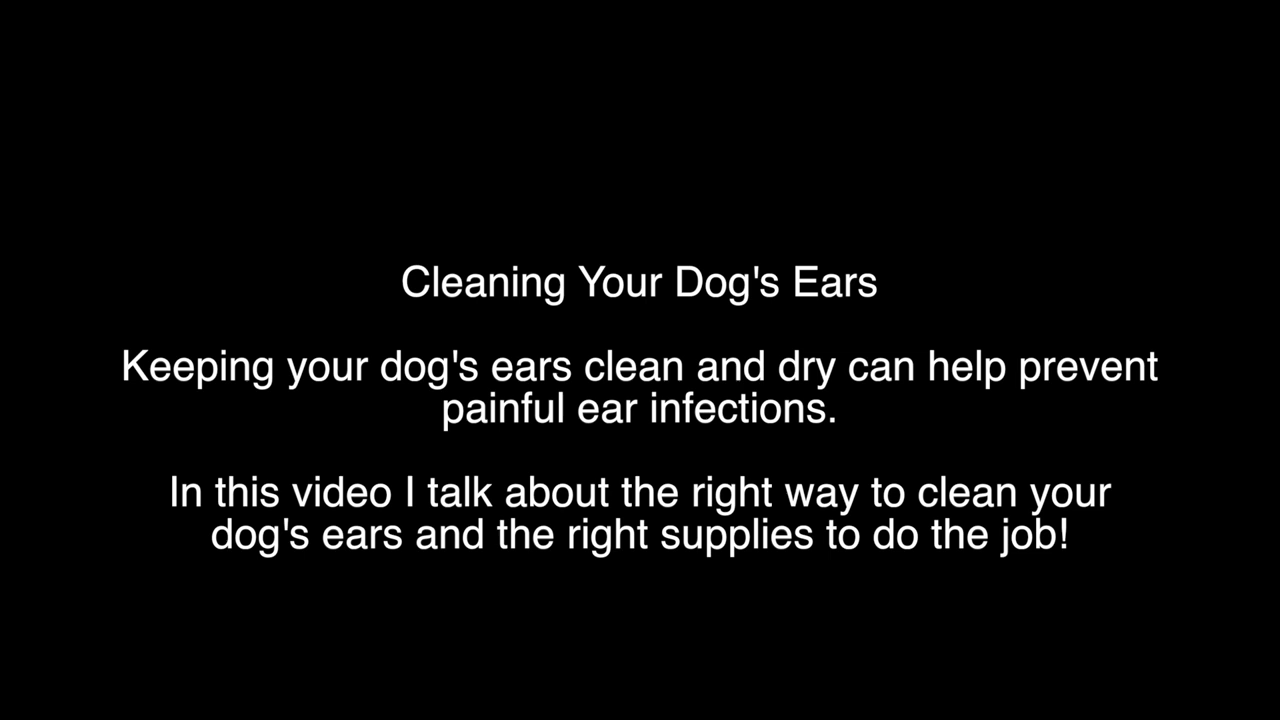 Cleaning Your Dog's Ears
Keeping your dog's ears clean and dry can help prevent
painful ear infections.
In this video I talk about the right way to clean your
dog's ears and the right supplies to do the job!